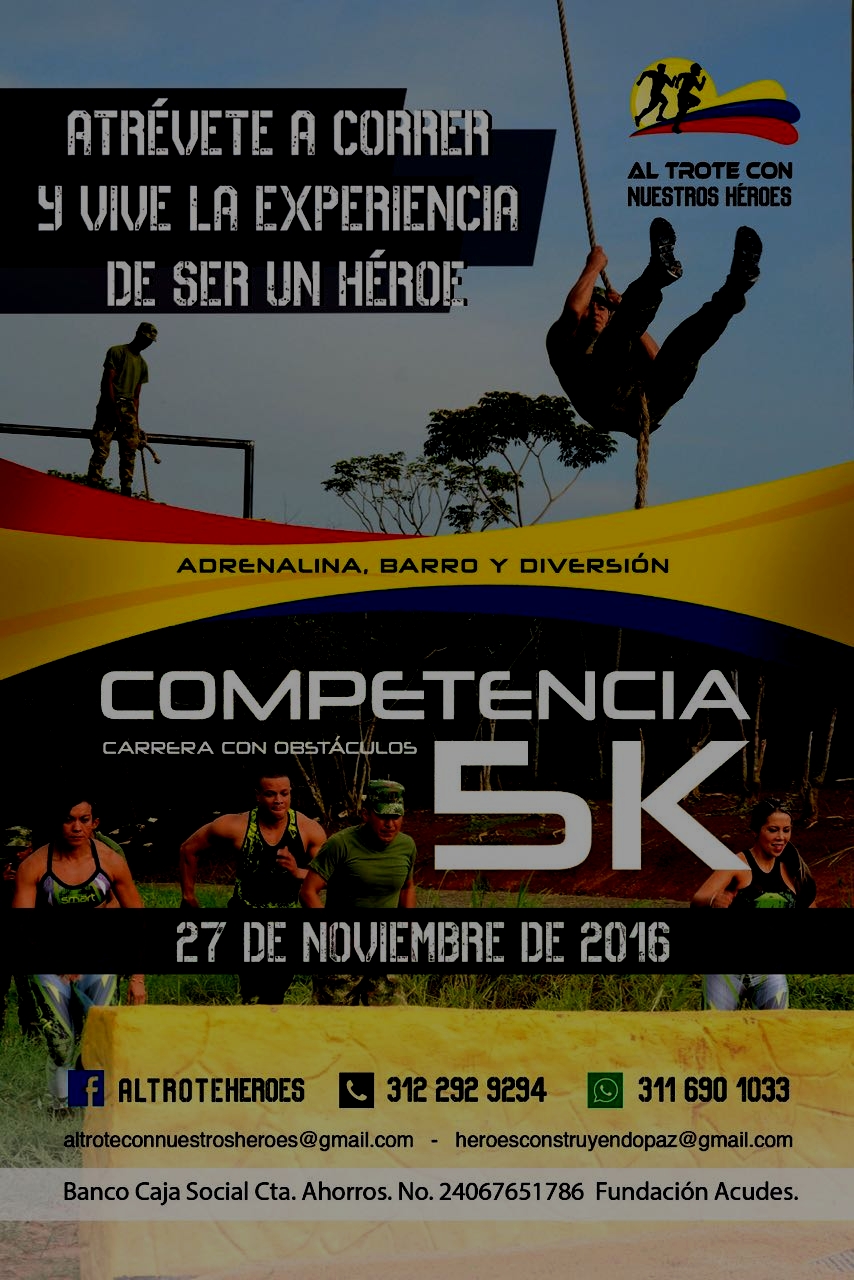 ATRÉVETE A CORRER
Y VIVE LA EXPERIENCIA
DE SER UN HÉROE
AL TROTE CON
NUESTROS HÉROES
ADRENALINA, BARRO Y DIVERSIÓN
COMPETENCIA
CARRERA CON OBSTÁCULOS
5K
smart
27 DE NOVIEMBRE DE 2016
f ALTROTEHEROES 312 292 9294 311 690 1033
altroteconnuestrosheroes@gmail.com - heroesconstruyendopaz@gmail.com
Banco Caja Social Cta. Ahorros. No. 24067651786 Fundación Acudes.